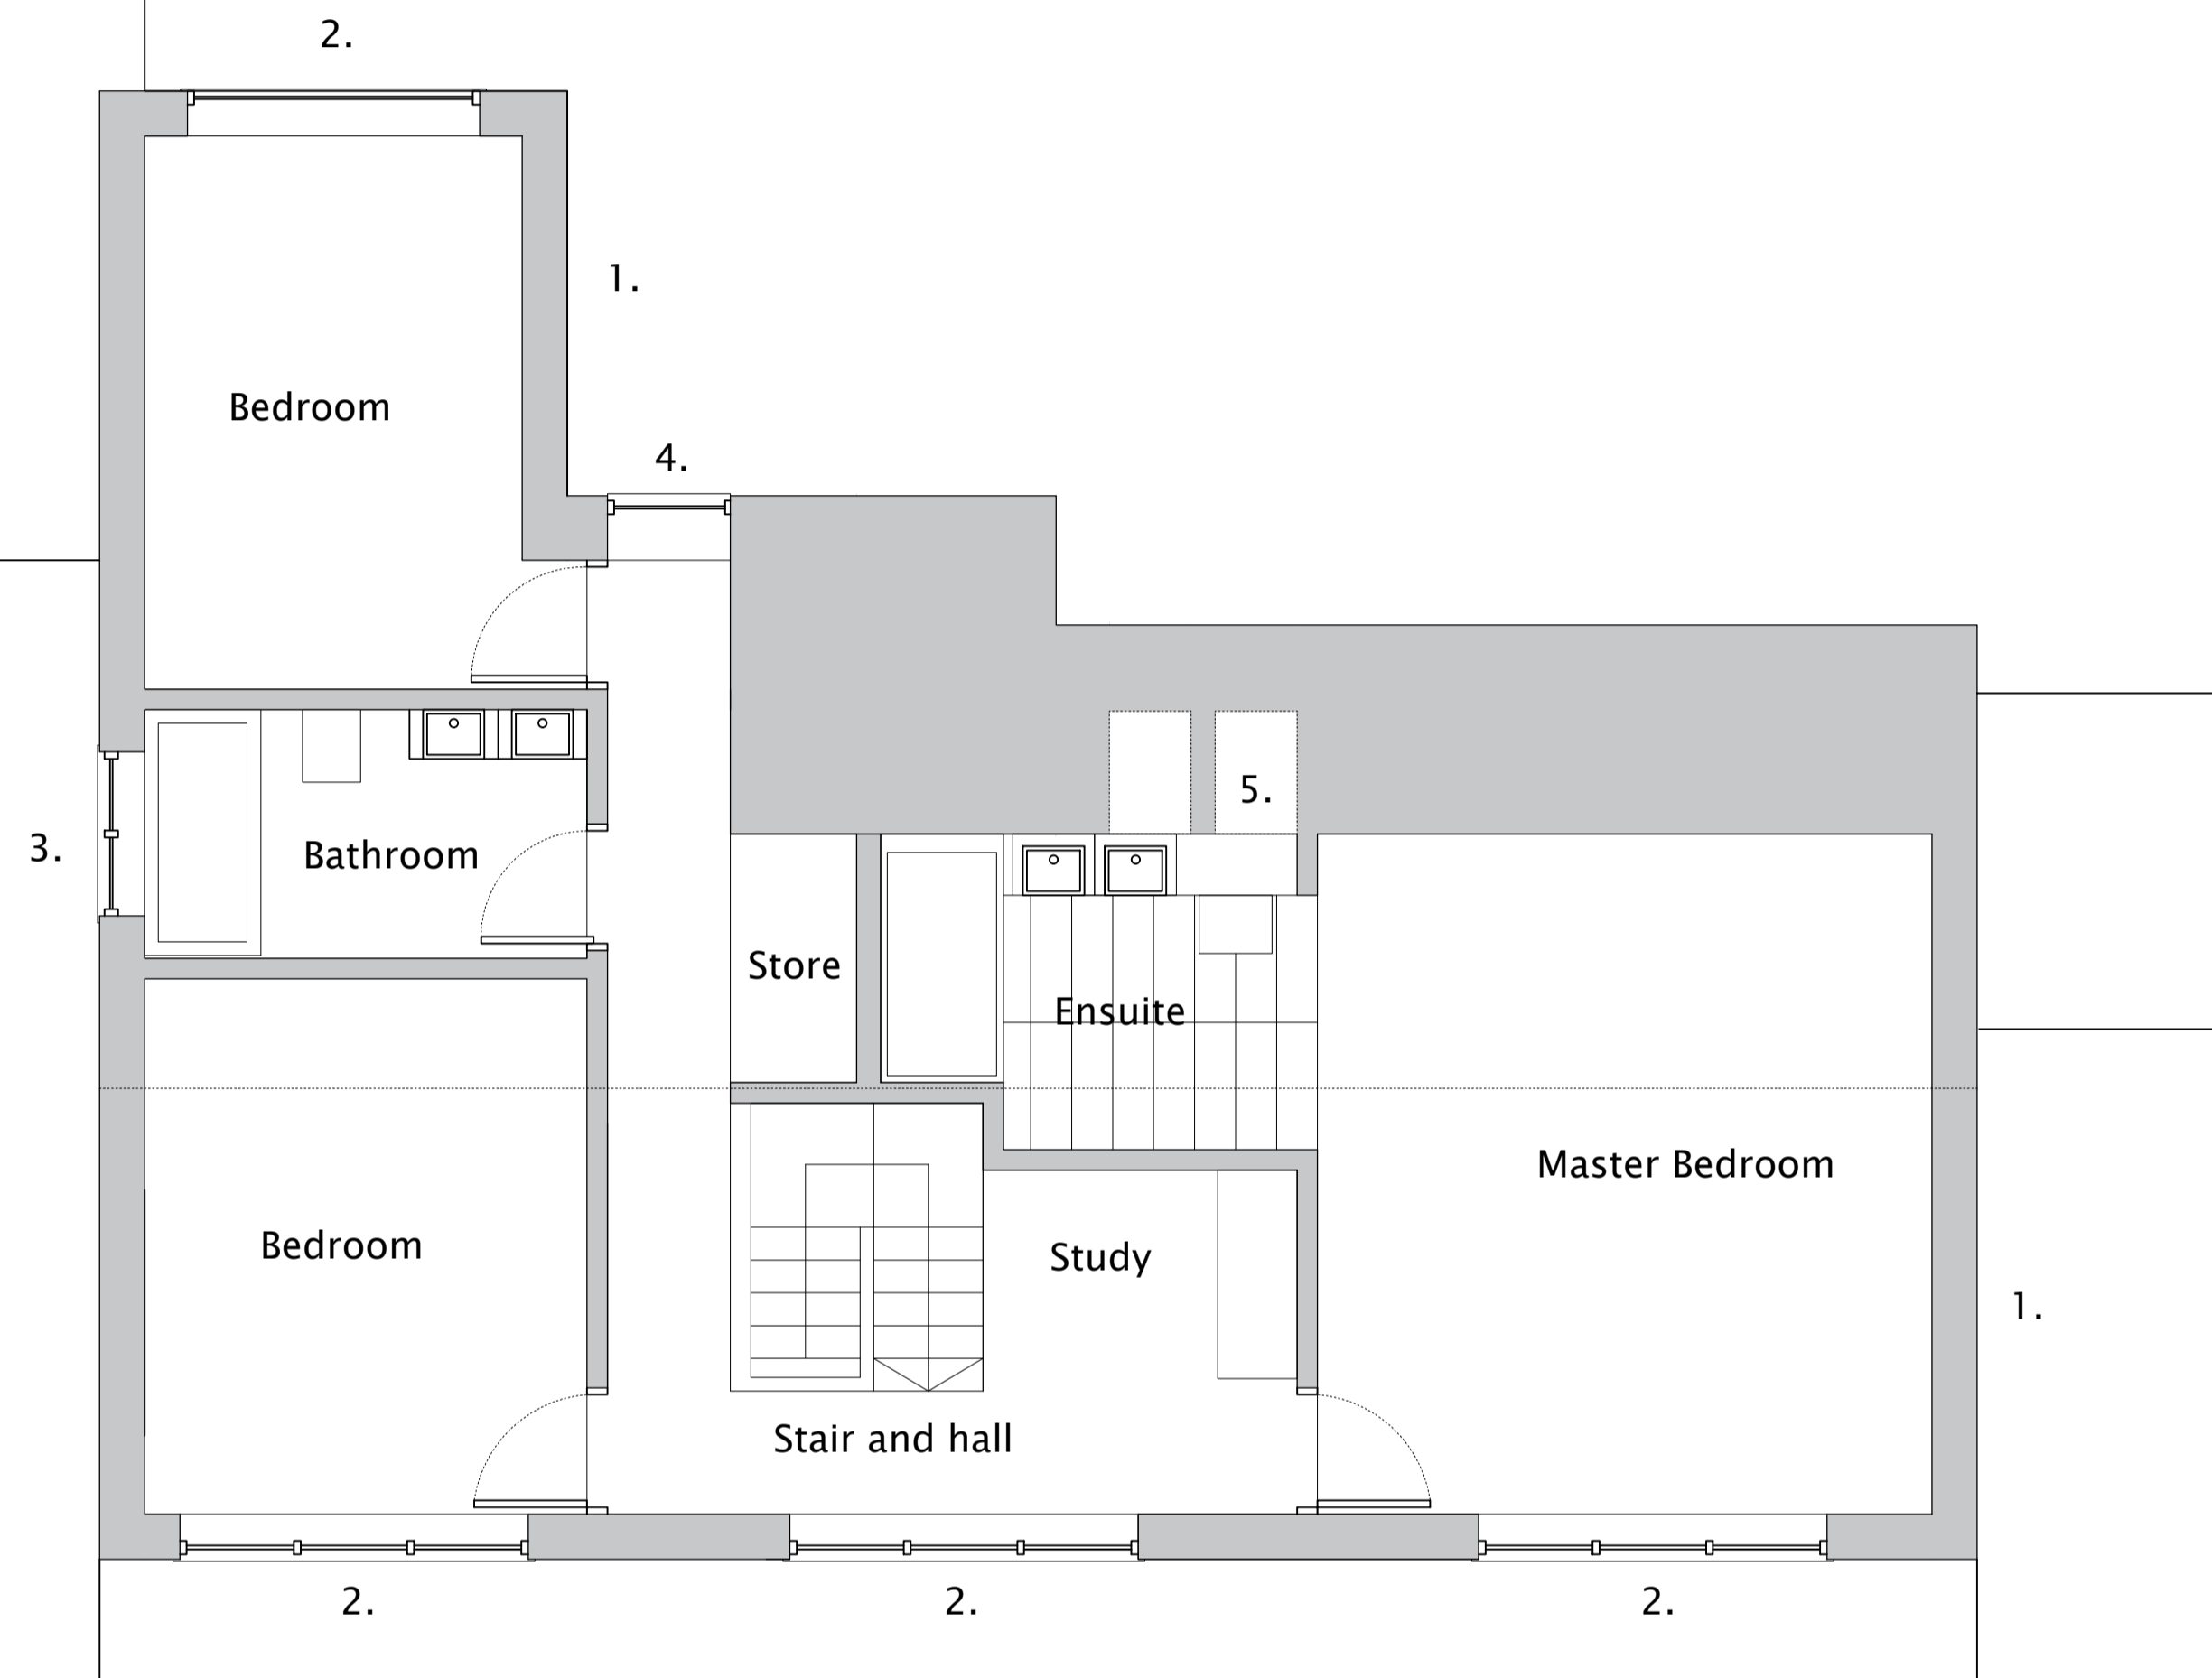 2.
1.
Bedroom
4.
5.
3.
Bathroom
Store
Ensuite
Master Bedroom
Bedroom
Study
1.
Stair and hall
2.
2.
2.